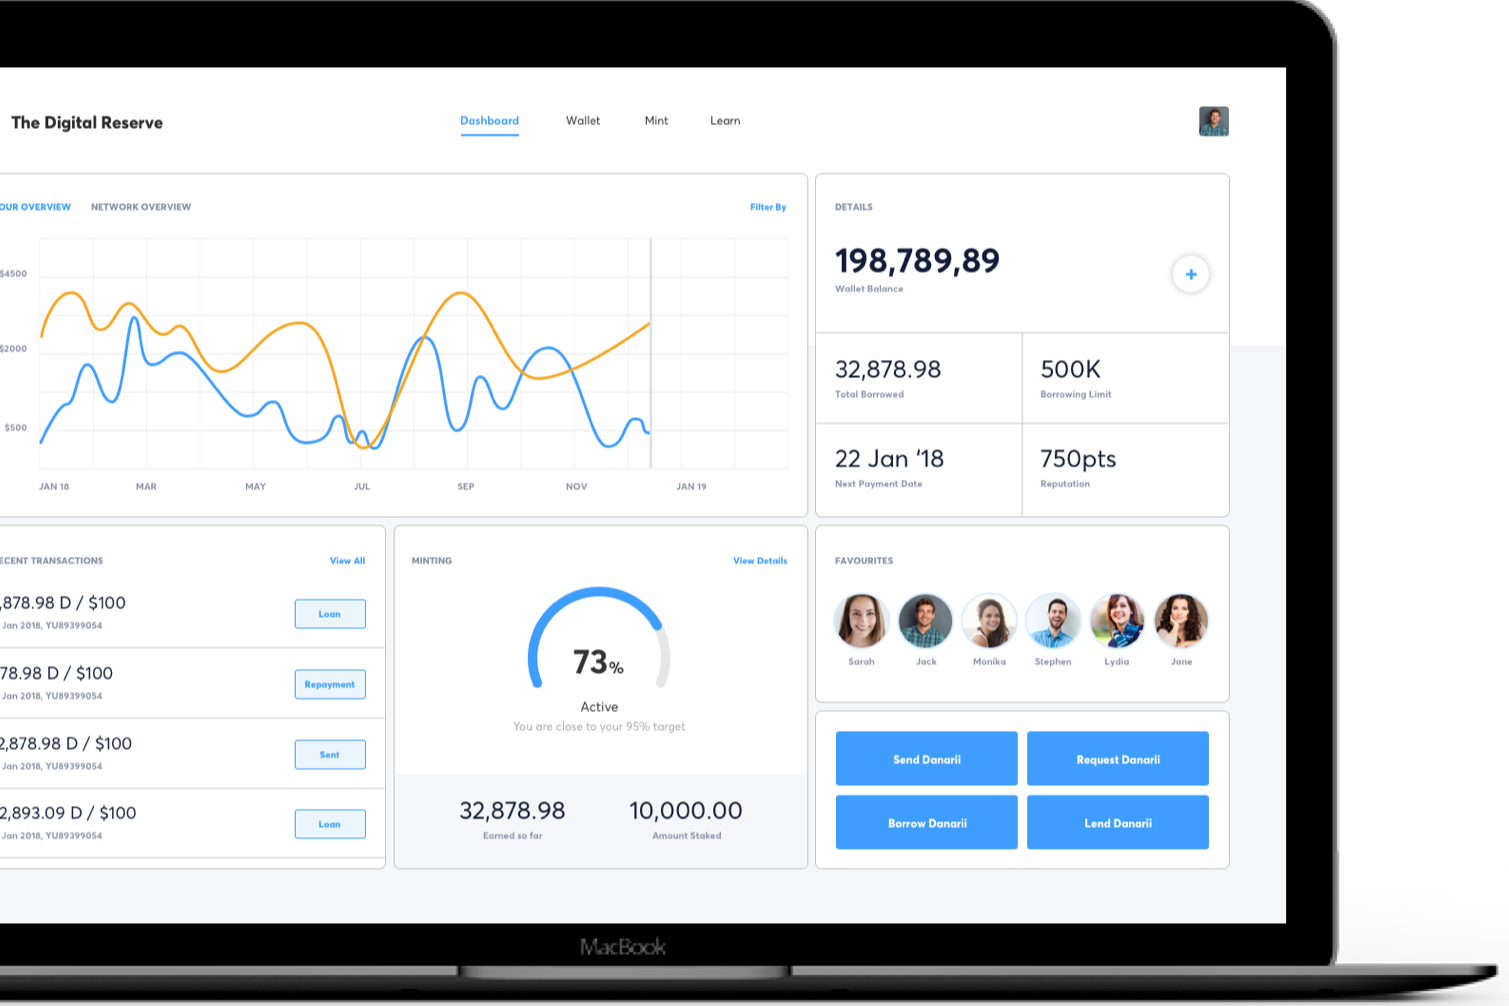 The Digital Reserve
Dashboard Wallet Mint Learn
OUR OVERVIEW NETWORK OVERVIEW Filter By
$4500
$2000
$500
JAN 18 MAR MAY JUL SEP NOV JAN 19
DETAILS
198,789,89
Wallet Balance
+
32,878.98 500K
Total Borrowed Borrowing Limit
22 Jan ‘18 750pts
Next Payment Date Reputation
ECENT TRANSACTIONS View All
,878.98 D / $100
Jan 2018, YU89399054
Loan
78.98 D / $100
Jan 2018, YU89399054
Repayment
2,878.98 D / $100
Jan 2018, YU89399054
Sent
2,893.09 D / $100
Jan 2018, YU89399054
Loan
MINTING View Details
73%
Active
You are close to your 95% target
32,878.98 10,000.00
Earned so far Amount Staked
FAVOURITES
Sarah Jack Monika Stephen Lydia Jane
Send Danarii Request Danarii
Borrow Danarii Lend Danarii
MacBook